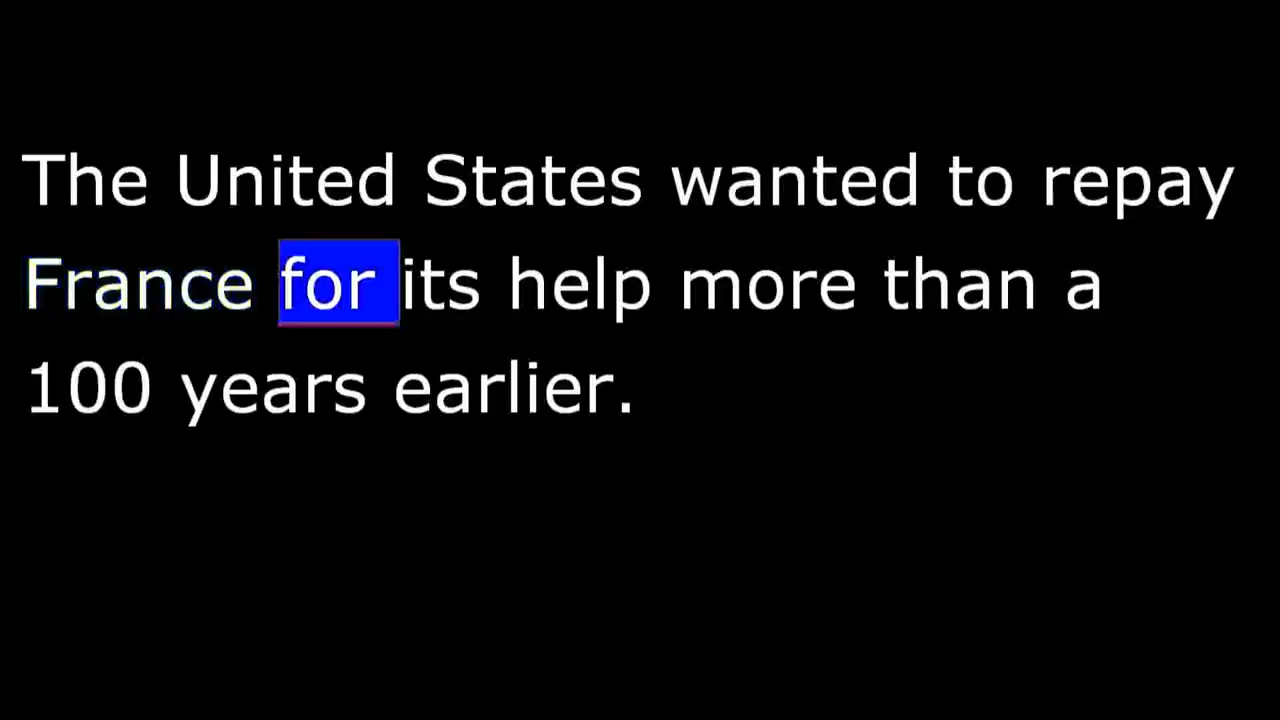 The United States wanted to repay
France for its help more than a
100 years earlier.